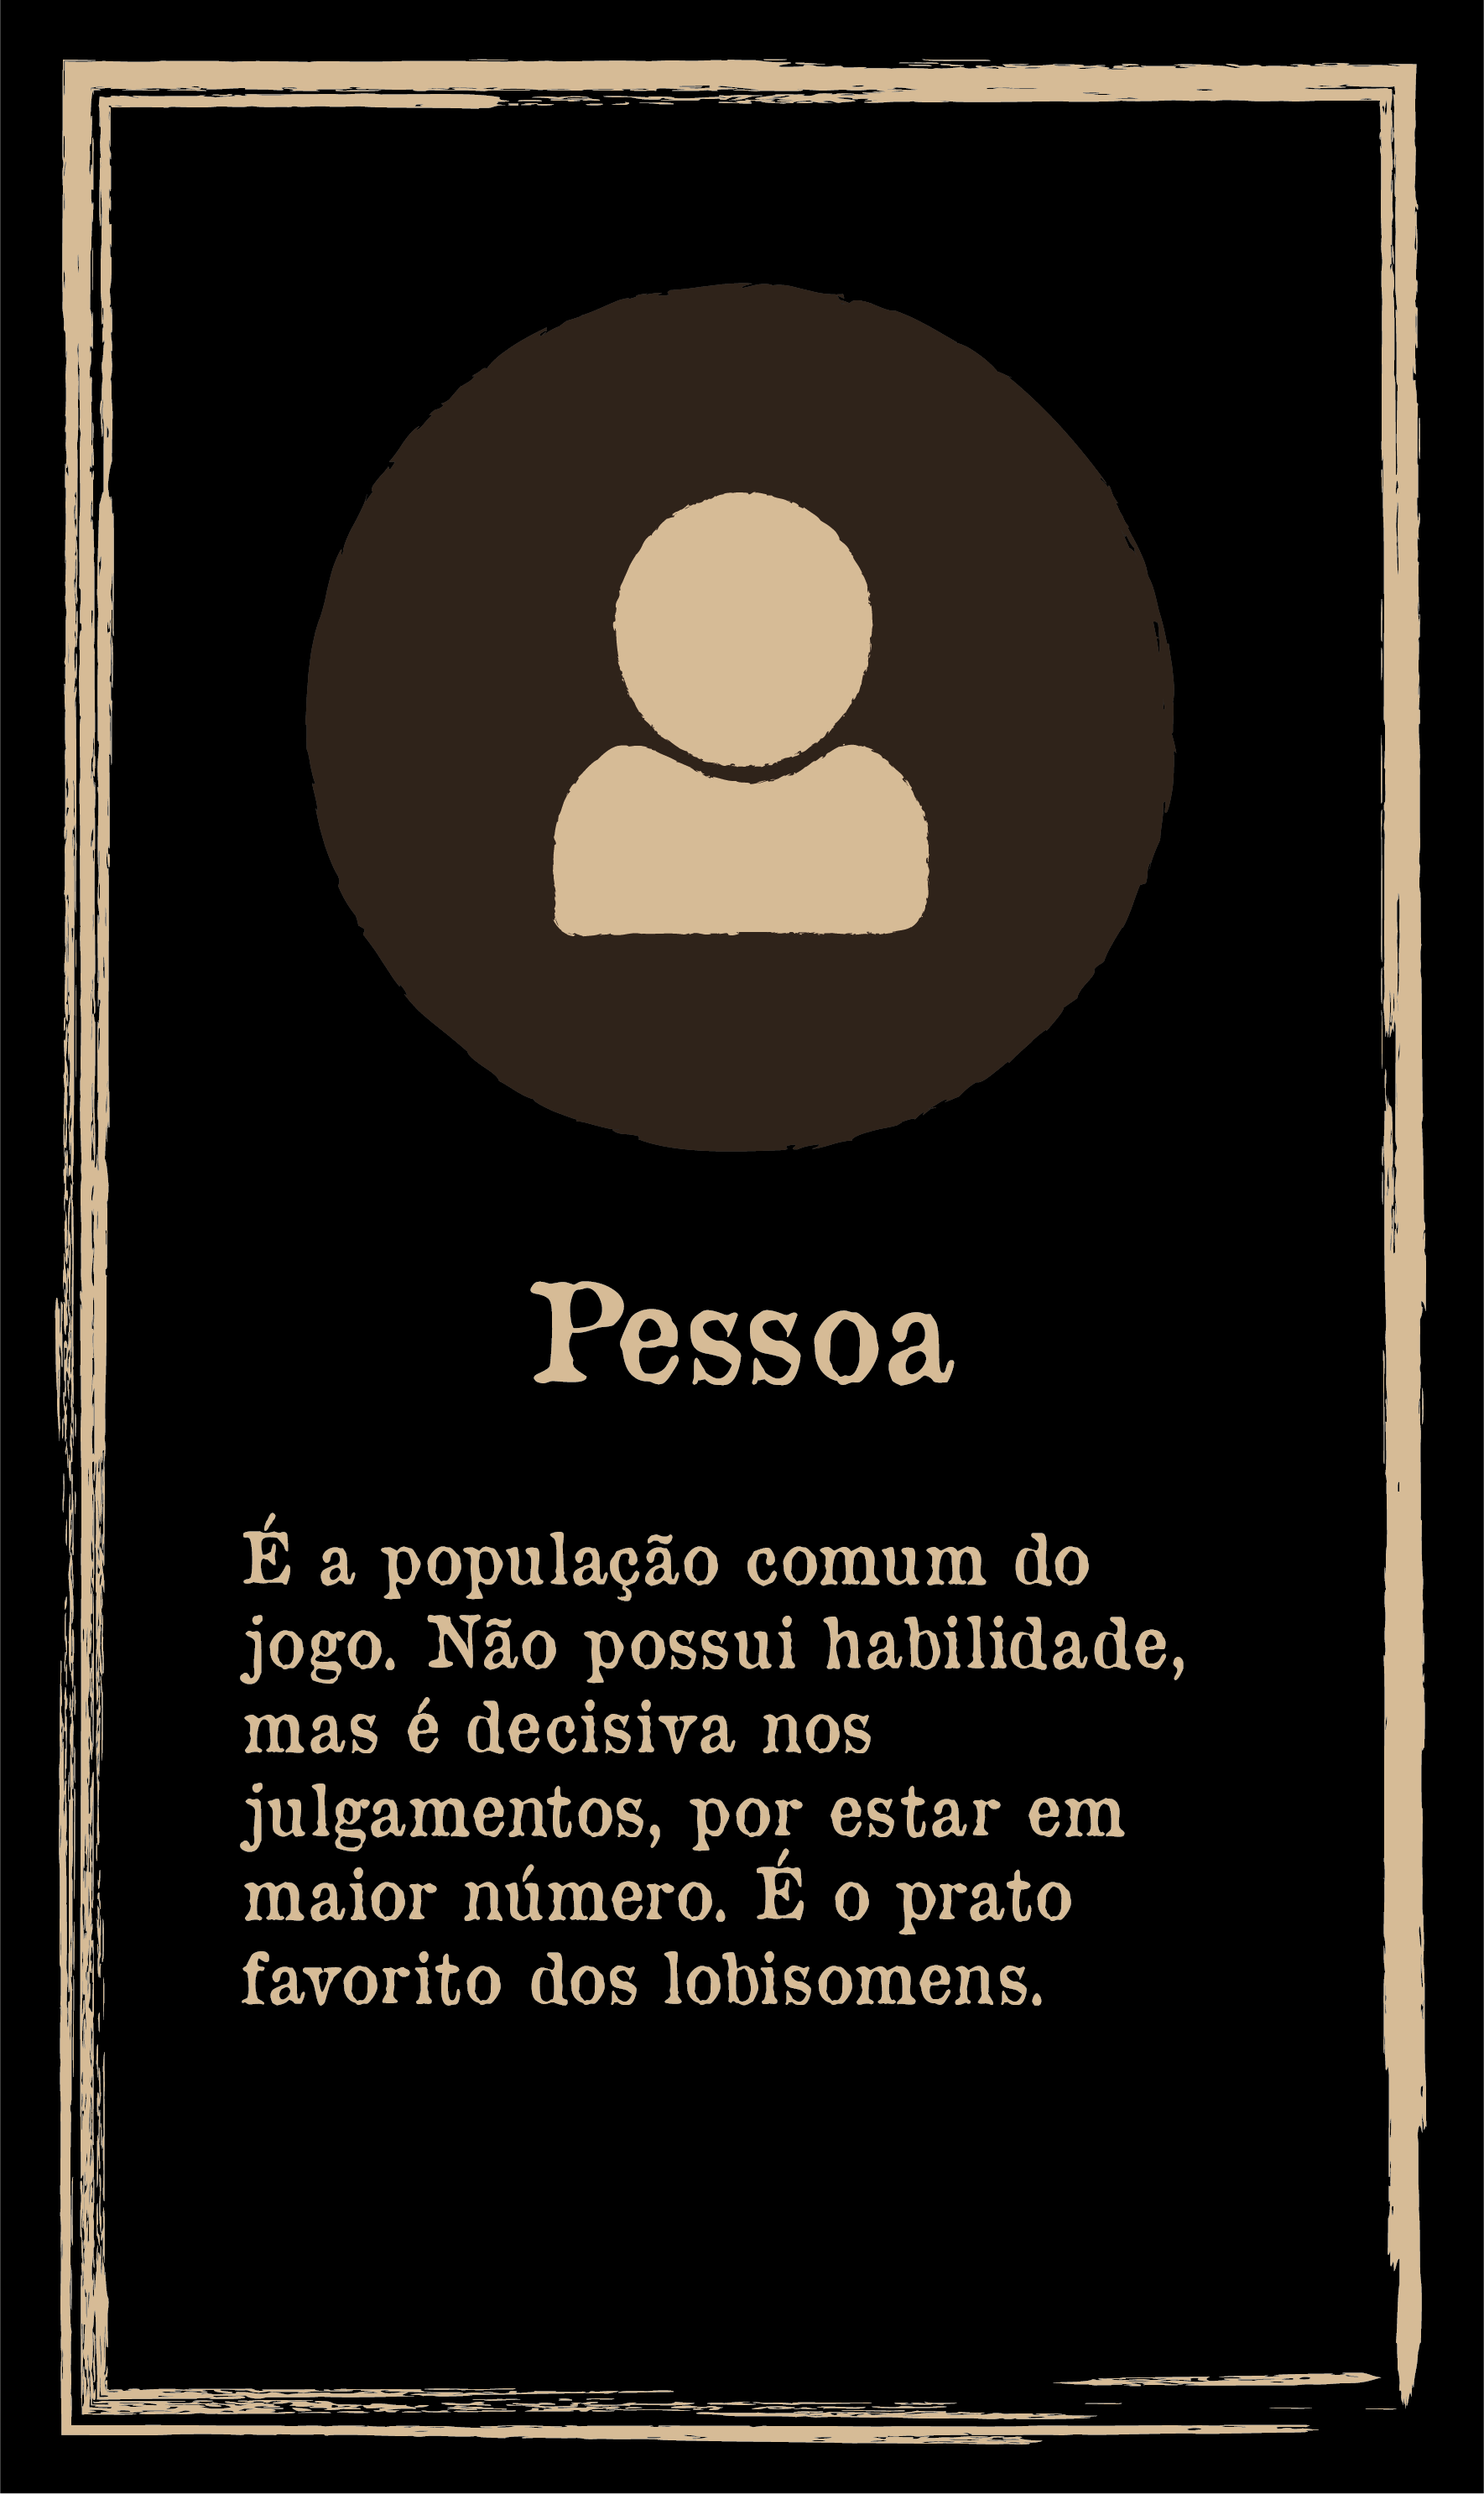 Pessoa
É a população comum do
jogo. Não possui habilidade,
mas é decisiva nos
julgamentos, por estar em
maior número. É o prato
favorito dos lobisomens.